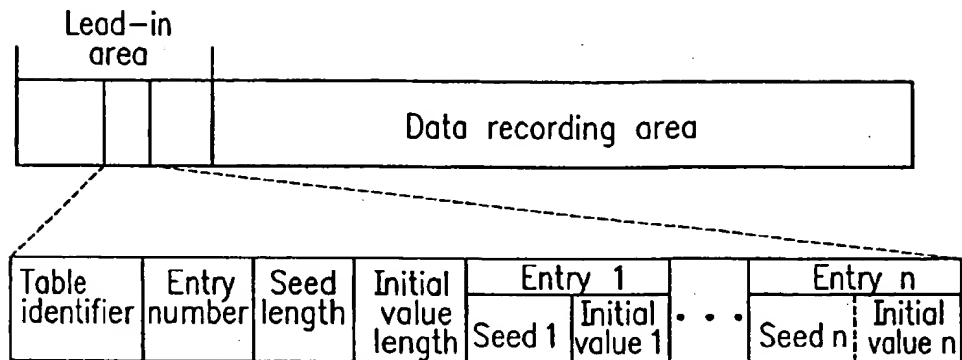 Lead-in
area
Data recording area
Table
identifier
Entry
number
Seed
length
Initial
value
length
Entry 1
Seed 1
Initial
value 1
. . .
Entry n
Seed n
Initial
value n